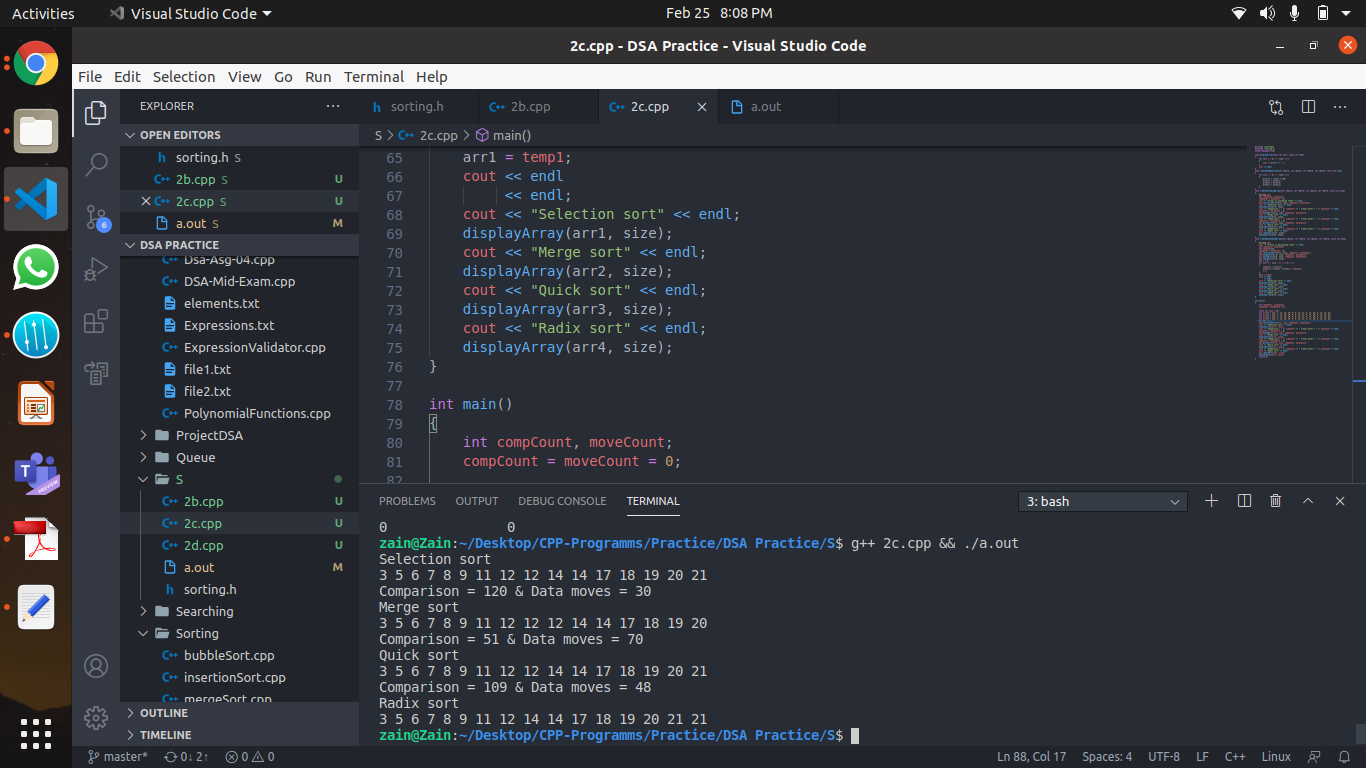 Activities
Visual Studio Code
Feb 25 8:08 PM
2c.cpp - DSA Practice - Visual Studio Code
File Edit Selection View Go Run Terminal Help
EXPLORER
OPEN EDITORS
h sorting.h S
C++ 2b.cpp S U
C++ 2c.cpp S U
a.out S M
DSA PRACTICE
C++ Dsa-Asg-04.cpp
C++ DSA-Mid-Exam.cpp
elements.txt
Expressions.txt
C++ ExpressionValidator.cpp
file1.txt
file2.txt
C++ PolynomialFunctions.cpp
ProjectDSA
Queue
S
C++ 2b.cpp U
C++ 2c.cpp U
C++ 2d.cpp U
a.out M
h sorting.h
Searching
Sorting
C++ bubbleSort.cpp
C++ insertionSort.cpp
C++ mergeSort.cpp
OUTLINE
TIMELINE
h sorting.h
C++ 2b.cpp
C++ 2c.cpp
a.out
S > C++ 2c.cpp > main()
65 arr1 = temp1;
66 cout << endl
67 << endl;
68 cout << "Selection sort" << endl;
69 displayArray(arr1, size);
70 cout << "Merge sort" << endl;
71 displayArray(arr2, size);
72 cout << "Quick sort" << endl;
73 displayArray(arr3, size);
74 cout << "Radix sort" << endl;
75 displayArray(arr4, size);
76 }
77
78 int main()
79 {
80 int compCount, moveCount;
81 compCount = moveCount = 0;
82
PROBLEMS OUTPUT DEBUG CONSOLE TERMINAL
3: bash
0 0
zain@Zain:~/Desktop/CPP-Programms/Practice/DSA Practice/S$ g++ 2c.cpp && ./a.out
Selection sort
3 5 6 7 8 9 11 12 12 14 14 17 18 19 20 21
Comparison = 120 & Data moves = 30
Merge sort
3 5 6 7 8 9 11 12 12 12 14 14 17 18 19 20
Comparison = 51 & Data moves = 70
Quick sort
3 5 6 7 8 9 11 12 12 14 14 17 18 19 20 21
Comparison = 109 & Data moves = 48
Radix sort
3 5 6 7 8 9 11 12 14 14 17 18 19 20 21 21
zain@Zain:~/Desktop/CPP-Programms/Practice/DSA Practice/S$
6
T
PREVIEW
PDF
master* 0↓ 2↑ 0 0
Ln 88, Col 17 Spaces: 4 UTF-8 LF C++ Linux